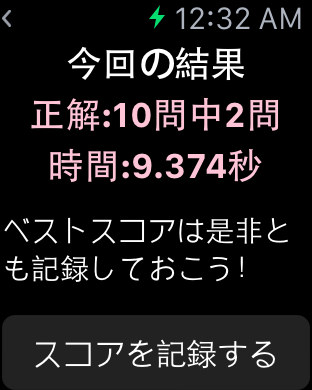 12:32 AM
今回の結果
正解:10問中2問
時間:9.374秒
ベストスコアは是非と
も記録しておこう!
スコアを記録する